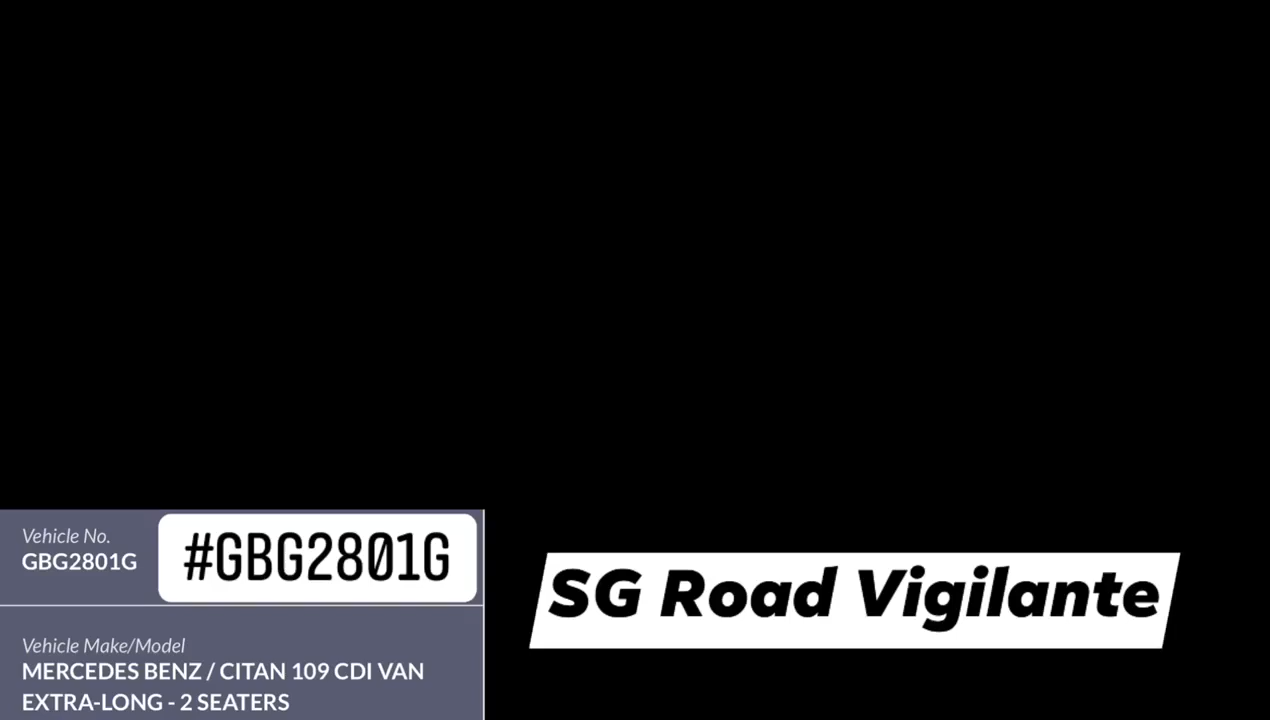 Vehicle No.
GBG2801G
#GBG2801G
SG Road Vigilante
Vehicle Make/Model
MERCEDES BENZ / CITAN 109 CDI VAN
EXTRA-LONG - 2 SEATERS